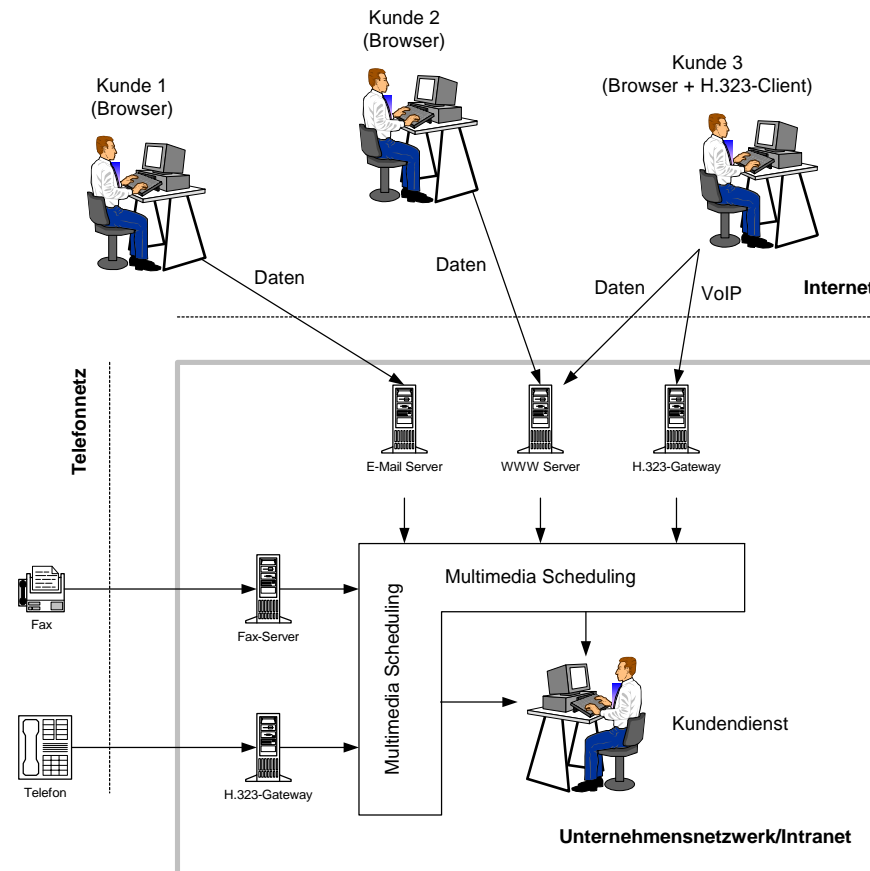 Kunde 1
(Browser)
Kunde 2
(Browser)
Kunde 3
(Browser + H.323-Client)
Daten
Daten
Daten
VoIP
Internet
Telefonnetz
E-Mail Server
WWW Server
H.323-Gateway
Multimedia Scheduling
Multimedia Scheduling
Fax
Fax-Server
Kundendienst
Telefon
H.323-Gateway
Unternehmensnetzwerk/Intranet